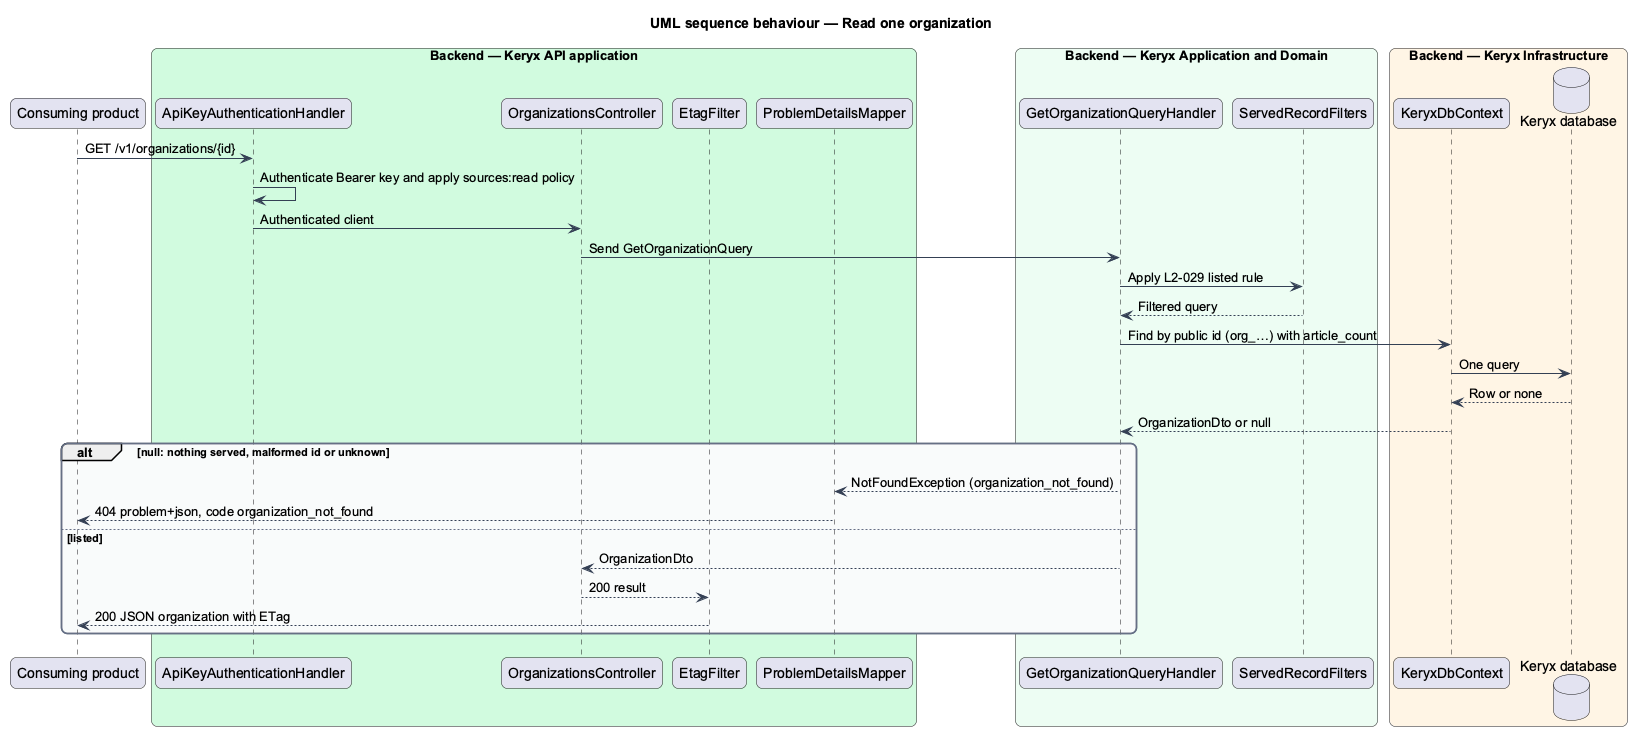 UML sequence behaviour — Read one organization
Backend — Keryx API application
Backend — Keryx Application and Domain
Backend — Keryx Infrastructure
Consuming product
ApiKeyAuthenticationHandler
OrganizationsController
EtagFilter
ProblemDetailsMapper
GetOrganizationQueryHandler
ServedRecordFilters
KeryxDbContext
Keryx database
GET /v1/organizations/{id}
Authenticate Bearer key and apply sources:read policy
Authenticated client
Send GetOrganizationQuery
Apply L2-029 listed rule
Filtered query
Find by public id (org_…) with article_count
One query
Row or none
OrganizationDto or null
alt
[null: nothing served, malformed id or unknown]
NotFoundException (organization_not_found)
404 problem+json, code organization_not_found
[listed]
OrganizationDto
200 result
200 JSON organization with ETag
Consuming product
ApiKeyAuthenticationHandler
OrganizationsController
EtagFilter
ProblemDetailsMapper
GetOrganizationQueryHandler
ServedRecordFilters
KeryxDbContext
Keryx database